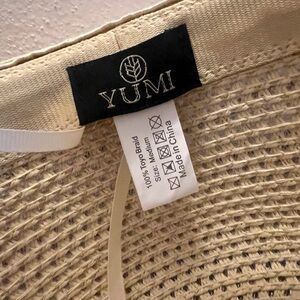 YUMI
100% Toyo Braid
Size: Medium
Made in China